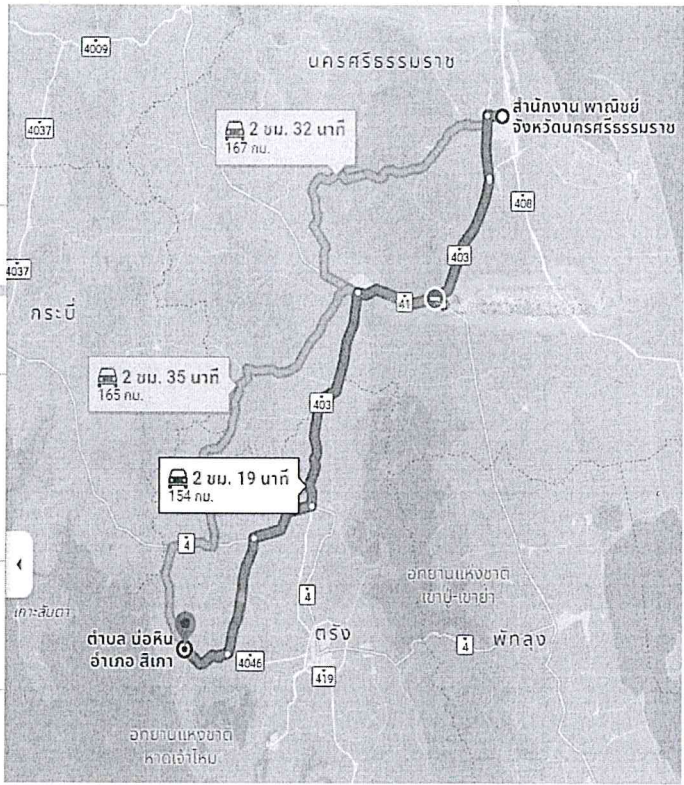 4009
นครศรีธรรมราช
สำนักงาน พาณิชย์
จังหวัดนครศรีธรรมราช
4037
2 ชม. 32 นาที
167 กม.
408
403
4037
41
กระบี่
2 ชม. 35 นาที
165 กม.
403
2 ชม. 19 นาที
154 กม.
4
อุทยานแห่งชาติ
เขาปู่-เขาย่า
เกาะลันตา
4
ตำบล บ่อหิน
อำเภอ สิเกา
ตรัง
พัทลุง
4
4046
419
อุทยานแห่งชาติ
หาดเจ้าไหม